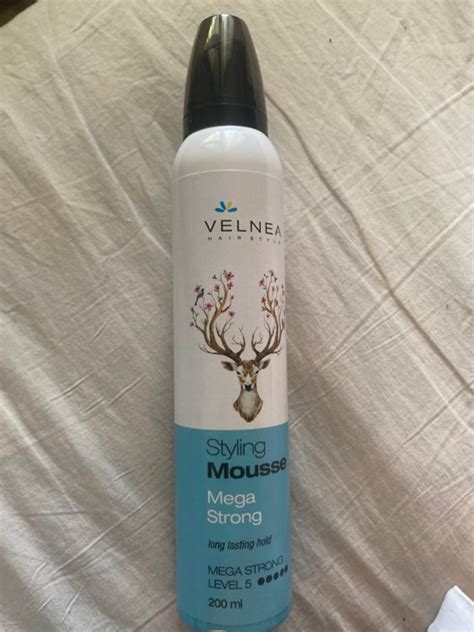 VELNEA
HAIR STYLE
Styling
Mousse
Mega
Strong
long lasting hold
MEGA STRONG
LEVEL 5
200 ml